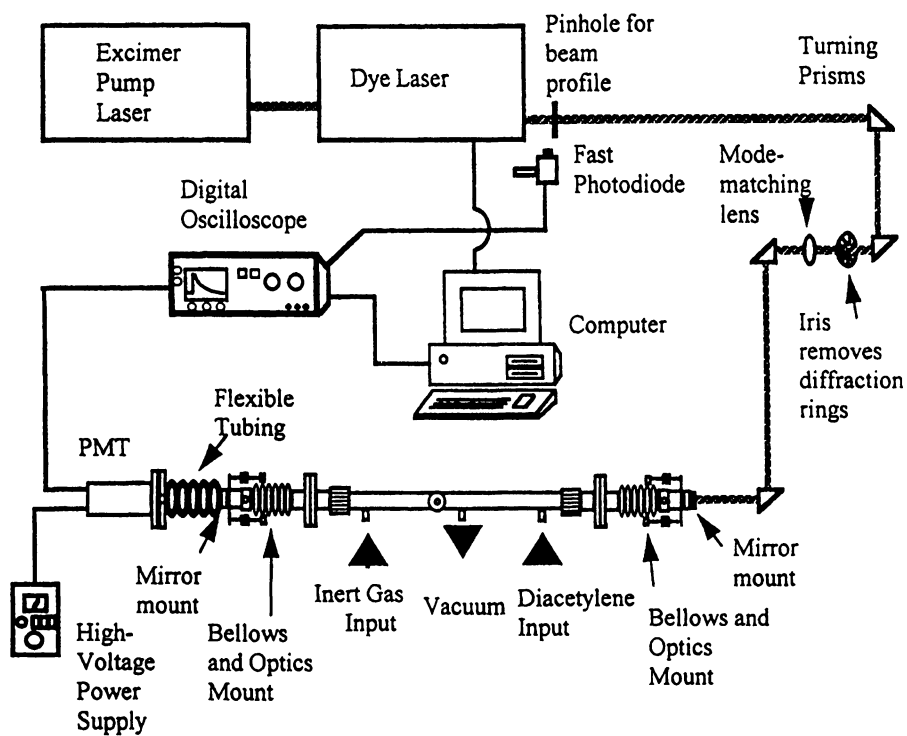 Excimer
Pump
Laser
Dye Laser
Pinhole for
beam
profile
Turning
Prisms
Fast
Photodiode
Mode-
matching
lens
Digital
Oscilloscope
Computer
Iris
removes
diffraction
rings
Flexible
Tubing
PMT
Mirror
mount
Inert Gas
Input
Vacuum
Diacetylene
Input
Mirror
mount
High-
Voltage
Power
Supply
Bellows
and Optics
Mount
Bellows and
Optics
Mount